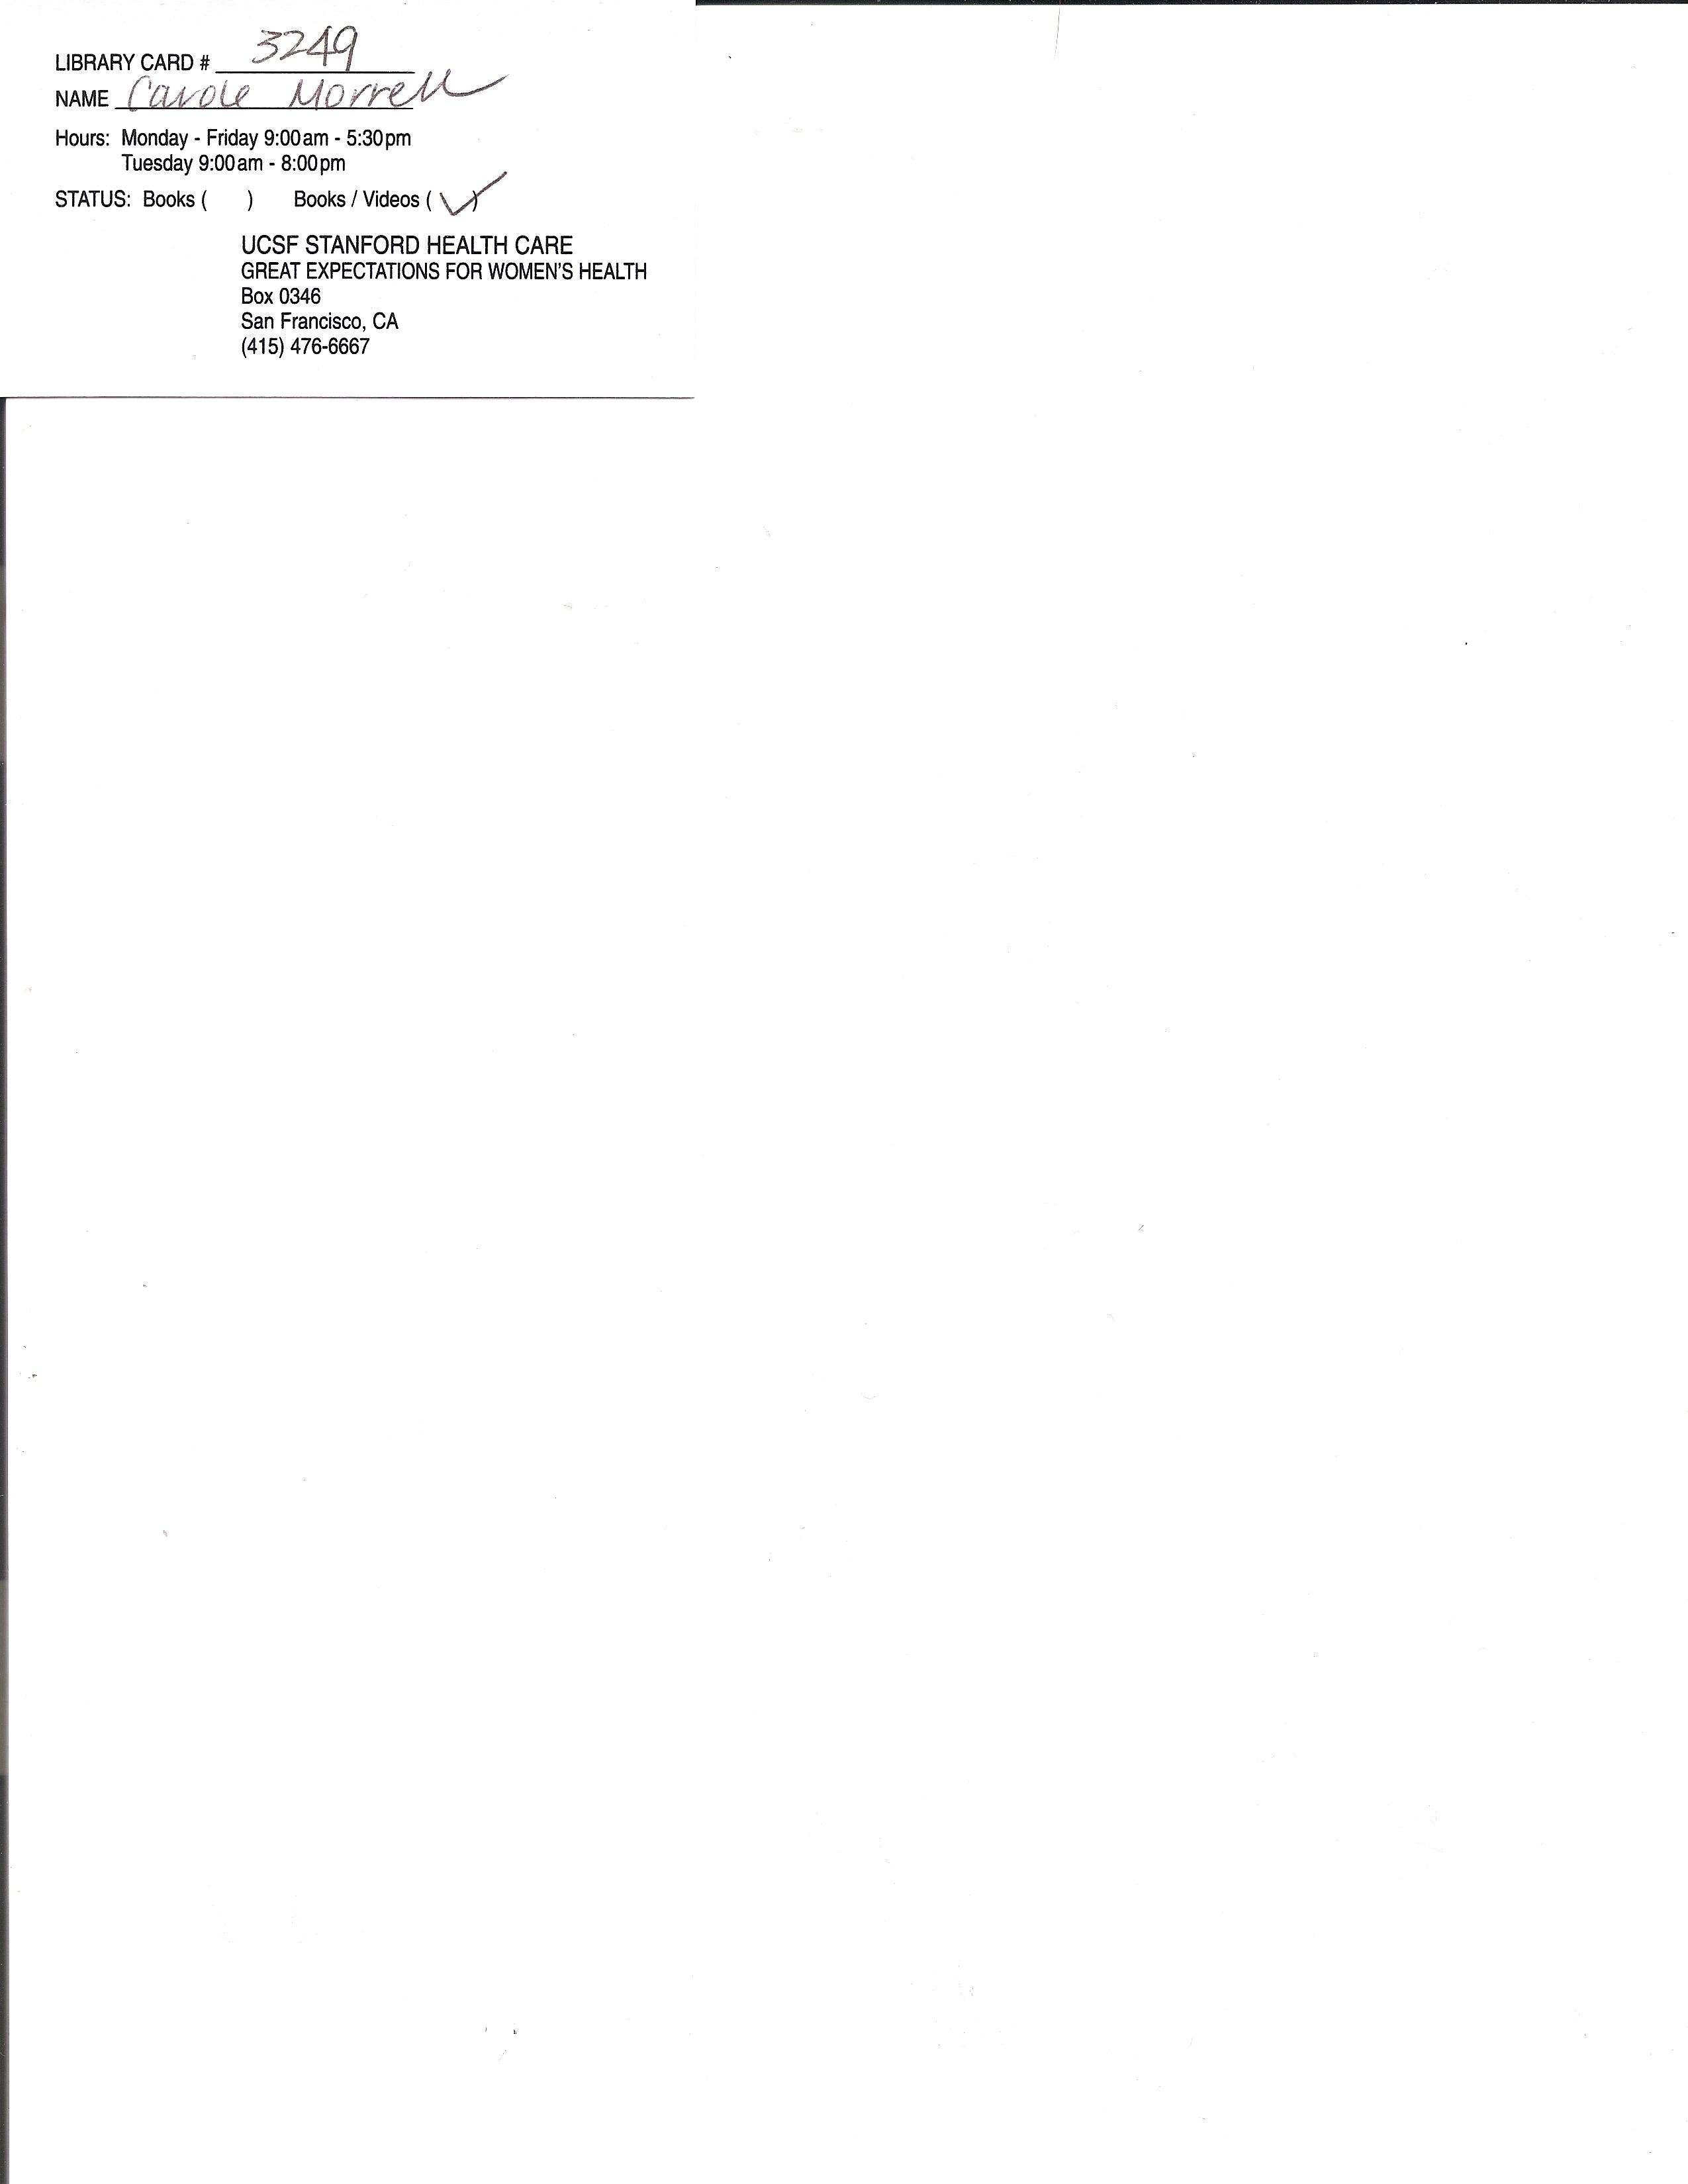 LIBRARY CARD # 3249
NAME Carole Morrell
Hours: Monday - Friday 9:00am - 5:30pm
Tuesday 9:00am - 8:00pm
STATUS: Books ( ) Books / Videos (✓)
UCSF STANFORD HEALTH CARE
GREAT EXPECTATIONS FOR WOMEN'S HEALTH
Box 0346
San Francisco, CA
(415) 476-6667